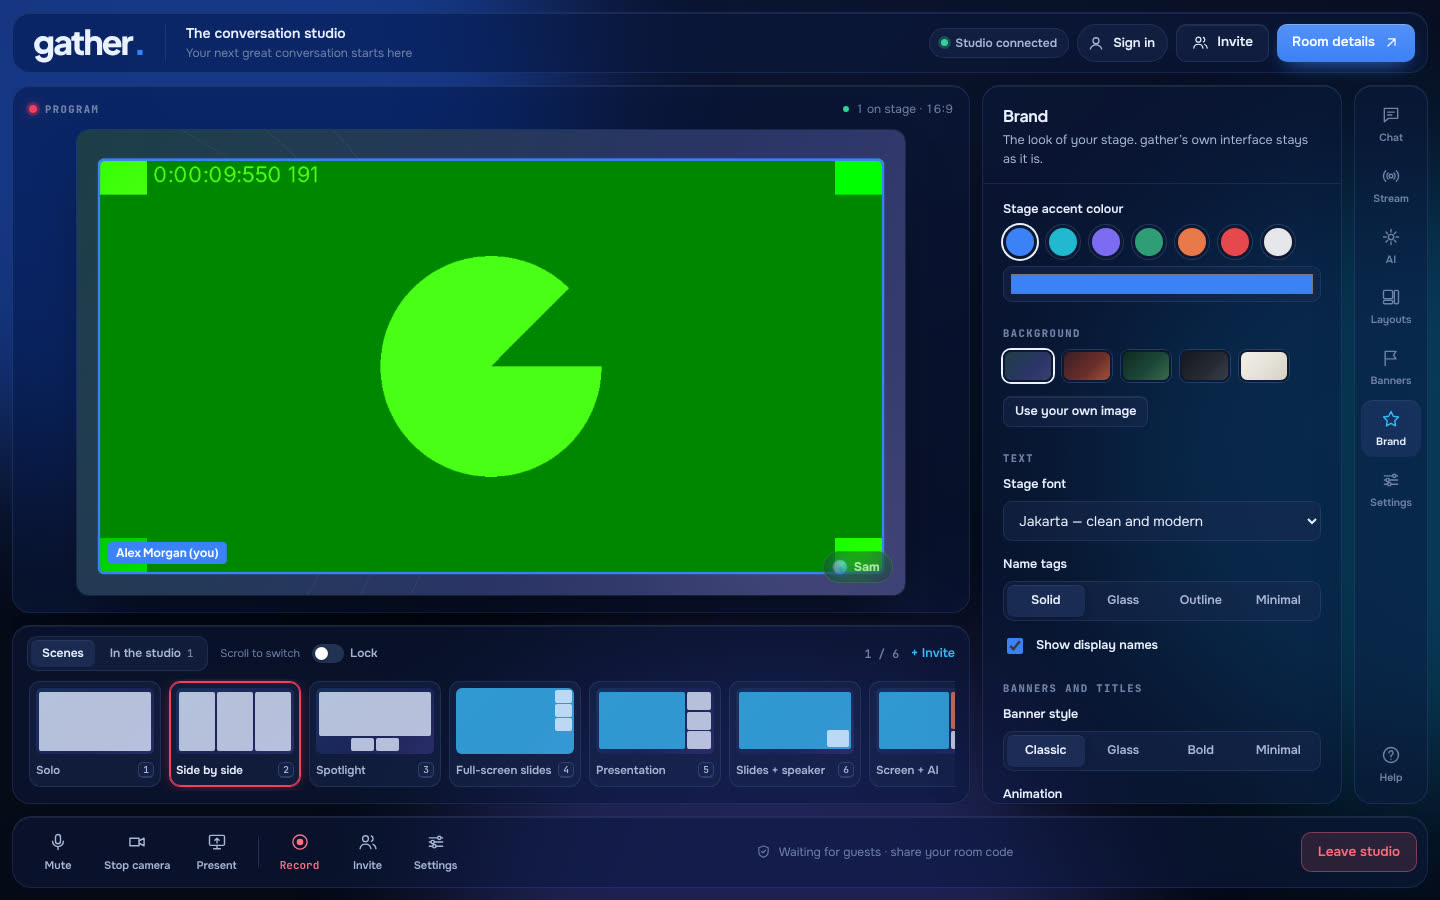 gather.
The conversation studio
Your next great conversation starts here
Studio connected
Sign in
Invite
Room details
PROGRAM
1 on stage · 16:9
0:00:09:550 191
Alex Morgan (you)
Sam
Scenes
In the studio 1
Scroll to switch
Lock
1 / 6
+ Invite
Solo 1
Side by side 2
Spotlight 3
Full-screen slides 4
Presentation 5
Slides + speaker 6
Screen + AI
Brand
The look of your stage. gather's own interface stays
as it is.
Stage accent colour
BACKGROUND
Use your own image
TEXT
Stage font
Jakarta — clean and modern
Name tags
Solid
Glass
Outline
Minimal
Show display names
BANNERS AND TITLES
Banner style
Classic
Glass
Bold
Minimal
Animation
Chat
Stream
AI
Layouts
Banners
Brand
Settings
Help
Mute
Stop camera
Present
Record
Invite
Settings
Waiting for guests · share your room code
Leave studio